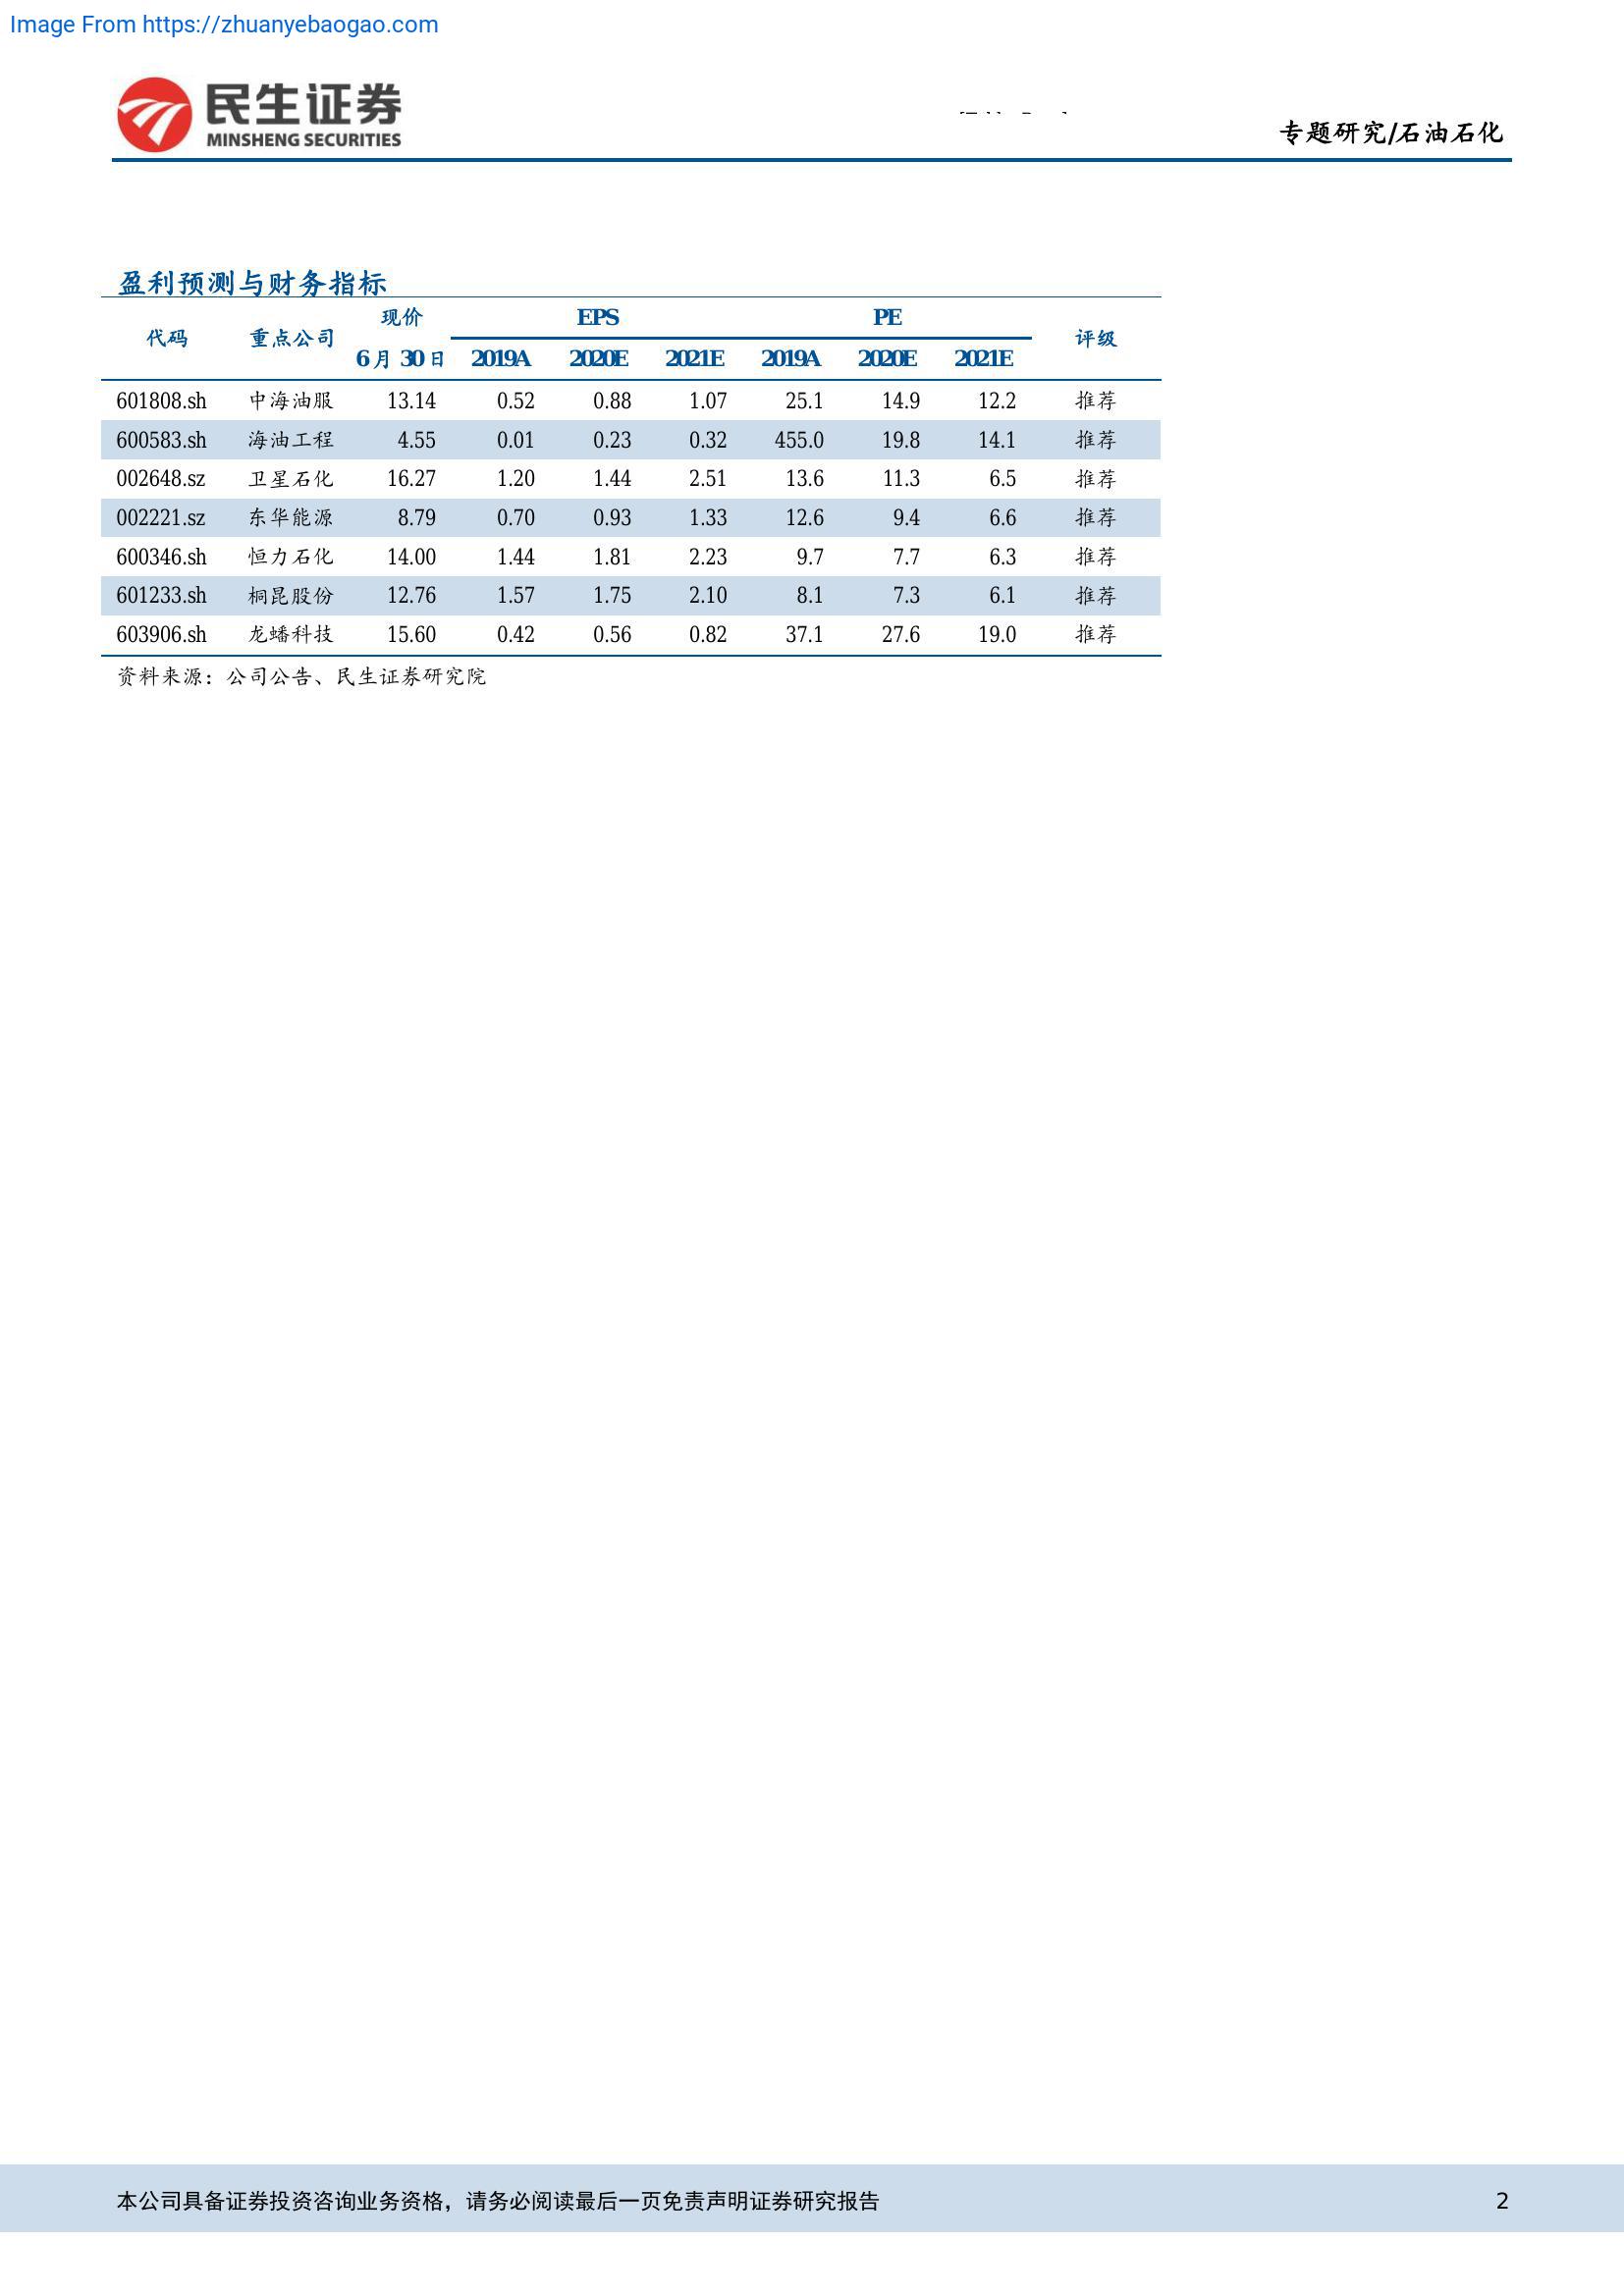 Image From https://zhuanyebaogao.com
民生证券
MINSHENG SECURITIES
专题研究/石油石化
盈利预测与财务指标
代码 重点公司 现价 EPS PE 评级
6月30日 2019A 2020E 2021E 2019A 2020E 2021E
601808.sh 中海油服 13.14 0.52 0.88 1.07 25.1 14.9 12.2 推荐
600583.sh 海油工程 4.55 0.01 0.23 0.32 455.0 19.8 14.1 推荐
002648.sz 卫星石化 16.27 1.20 1.44 2.51 13.6 11.3 6.5 推荐
002221.sz 东华能源 8.79 0.70 0.93 1.33 12.6 9.4 6.6 推荐
600346.sh 恒力石化 14.00 1.44 1.81 2.23 9.7 7.7 6.3 推荐
601233.sh 桐昆股份 12.76 1.57 1.75 2.10 8.1 7.3 6.1 推荐
603906.sh 龙蟠科技 15.60 0.42 0.56 0.82 37.1 27.6 19.0 推荐
资料来源：公司公告、民生证券研究院
本公司具备证券投资咨询业务资格，请务必阅读最后一页免责声明证券研究报告 2